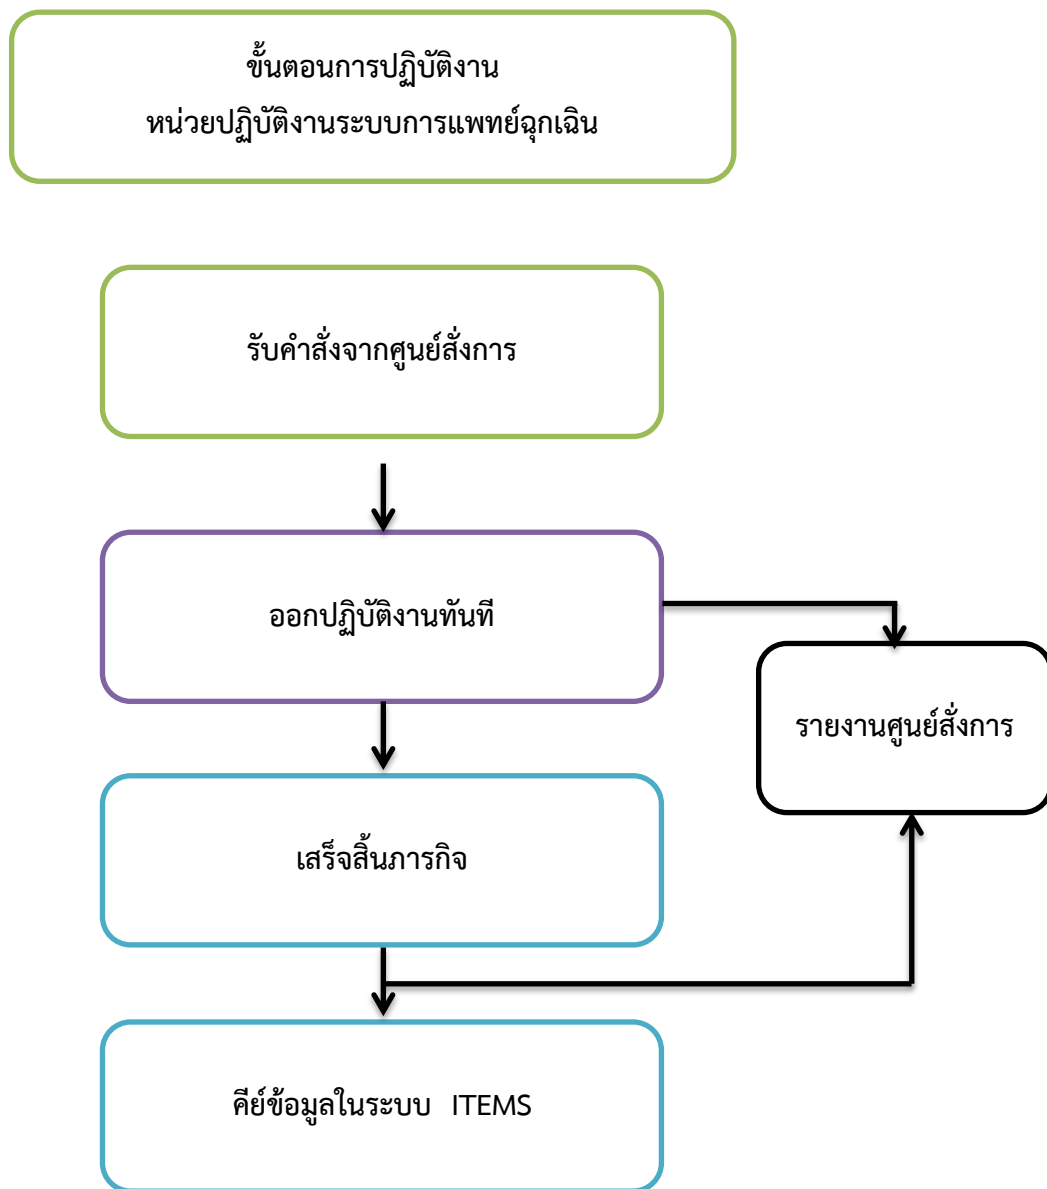 ขั้นตอนการปฏิบัติงาน
หน่วยปฏิบัติงานระบบการแพทย์ฉุกเฉิน
รับคำสั่งจากศูนย์สั่งการ
ออกปฏิบัติงานทันที
รายงานศูนย์สั่งการ
เสร็จสิ้นภารกิจ
คีย์ข้อมูลในระบบ ITEMS